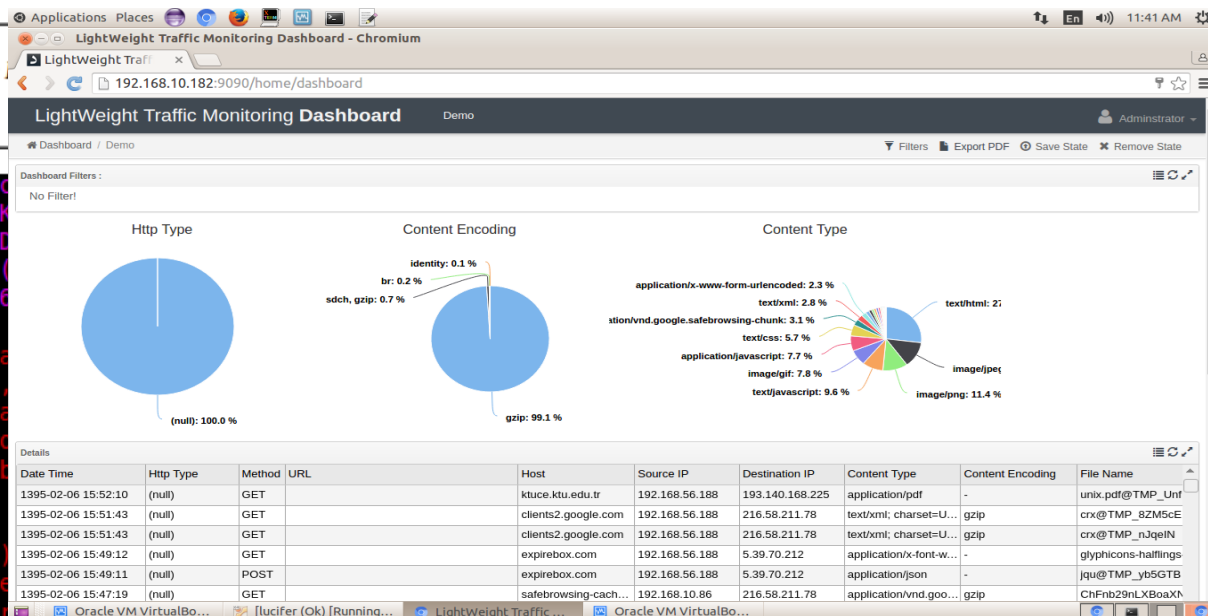 Applications Places En 11:41 AM
LightWeight Traffic Monitoring Dashboard - Chromium
LightWeight Traf
192.168.10.182:9090/home/dashboard
LightWeight Traffic Monitoring Dashboard Demo Adminstrator
Dashboard / Demo Filters Export PDF Save State Remove State
Dashboard Filters :
No Filter!
Http Type
(null): 100.0 %
Content Encoding
identity: 0.1 %
br: 0.2 %
sdch, gzip: 0.7 %
gzip: 99.1 %
Content Type
application/x-www-form-urlencoded: 2.3 %
text/xml: 2.8 %
ation/vnd.google.safebrowsing-chunk: 3.1 %
text/css: 5.7 %
application/javascript: 7.7 %
image/gif: 7.8 %
text/javascript: 9.6 %
text/html: 27
image/jpeg
image/png: 11.4 %
Details
Date Time Http Type Method URL Host Source IP Destination IP Content Type Content Encoding File Name
1395-02-06 15:52:10 (null) GET ktuce.ktu.edu.tr 192.168.56.188 193.140.168.225 application/pdf - unix.pdf@TMP_Unf
1395-02-06 15:51:43 (null) GET clients2.google.com 192.168.56.188 216.58.211.78 text/xml; charset=U... gzip crx@TMP_8ZM5cE
1395-02-06 15:51:43 (null) GET clients2.google.com 192.168.56.188 216.58.211.78 text/xml; charset=U... gzip crx@TMP_nJqeIN
1395-02-06 15:49:12 (null) GET expirebox.com 192.168.56.188 5.39.70.212 application/x-font-w... - glyphicons-halflings-
1395-02-06 15:49:11 (null) POST expirebox.com 192.168.56.188 5.39.70.212 application/json - jqu@TMP_yb5GTB
1395-02-06 15:47:19 (null) GET safebrowsing-cach... 192.168.10.86 216.58.211.78 application/vnd.goo... gzip ChFnb29nLXBoaXN
Oracle VM VirtualBo... [lucifer (Ok) [Running... LightWeight Traffic ... Oracle VM VirtualBo...